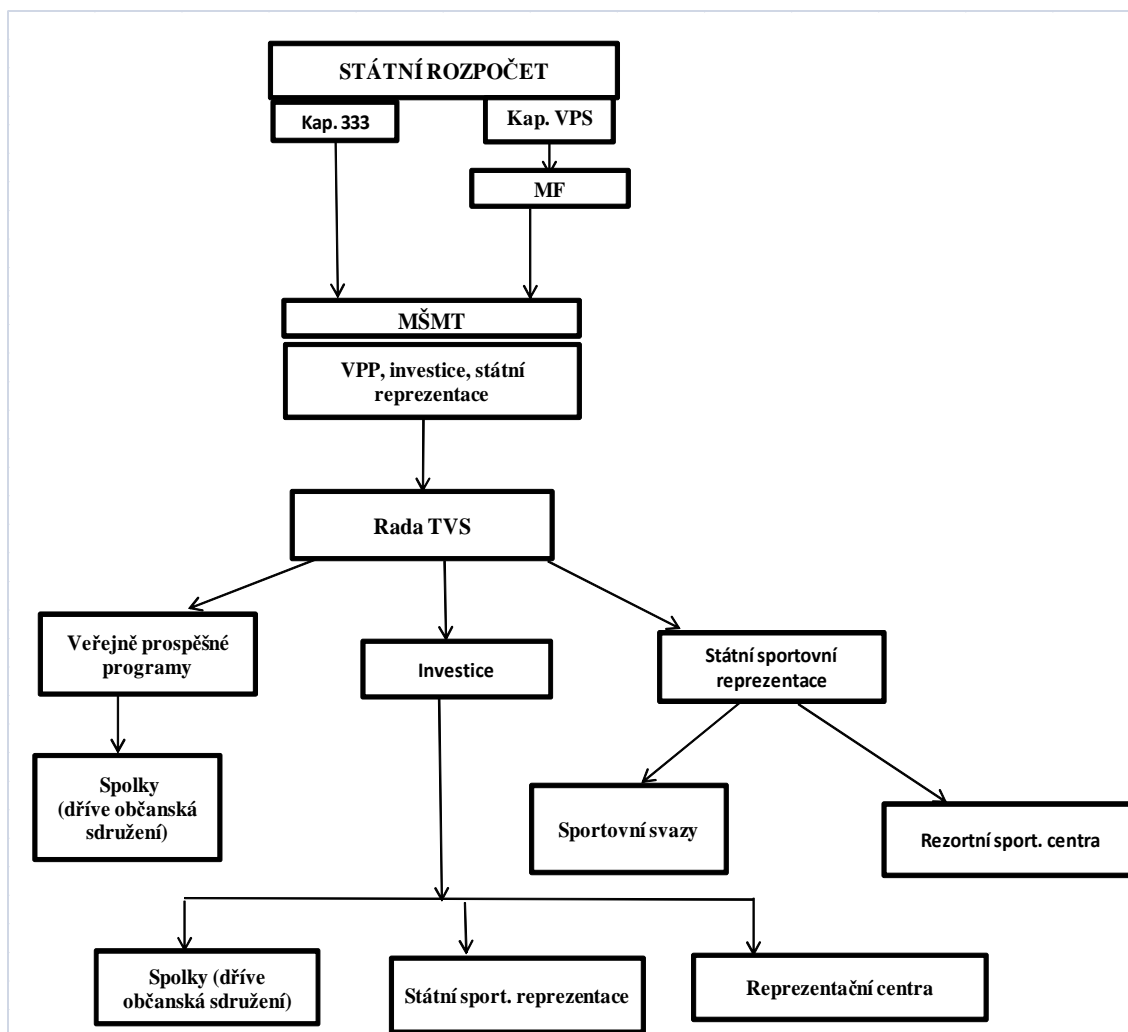 STÁTNÍ ROZPOČET
Kap. 333
Kap. VPS
MF
MŠMT
VPP, investice, státní
reprezentace
Rada TVS
Veřejně prospěšné
programy
Investice
Státní sportovní
reprezentace
Spolky
(dříve občanská
sdružení)
Sportovní svazy
Rezortní sport. centra
Spolky (dříve
občanská sdružení)
Státní sport. reprezentace
Reprezentační centra